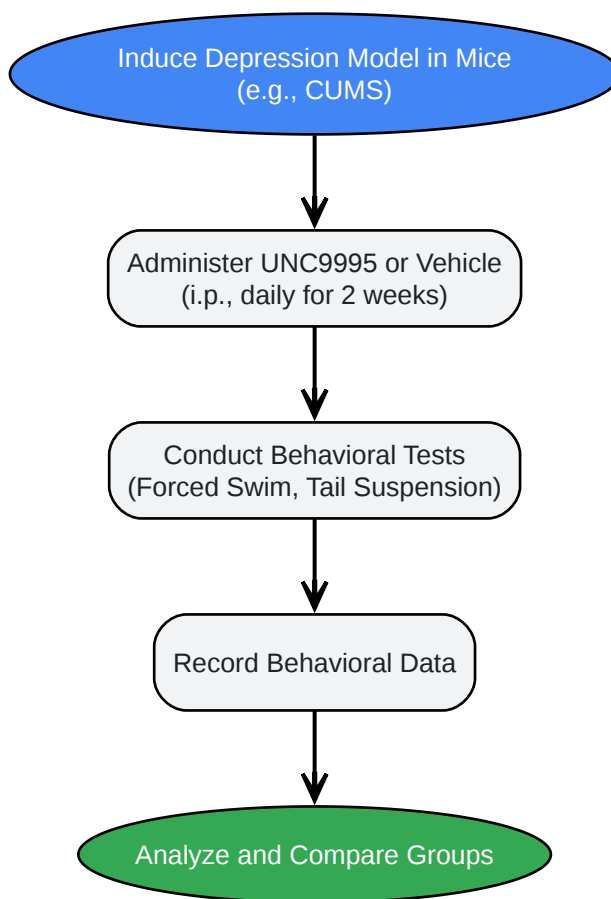 Induce Depression Model in Mice
(e.g., CUMS)
Administer UNC9995 or Vehicle
(i.p., daily for 2 weeks)
Conduct Behavioral Tests
(Forced Swim, Tail Suspension)
Record Behavioral Data
Analyze and Compare Groups